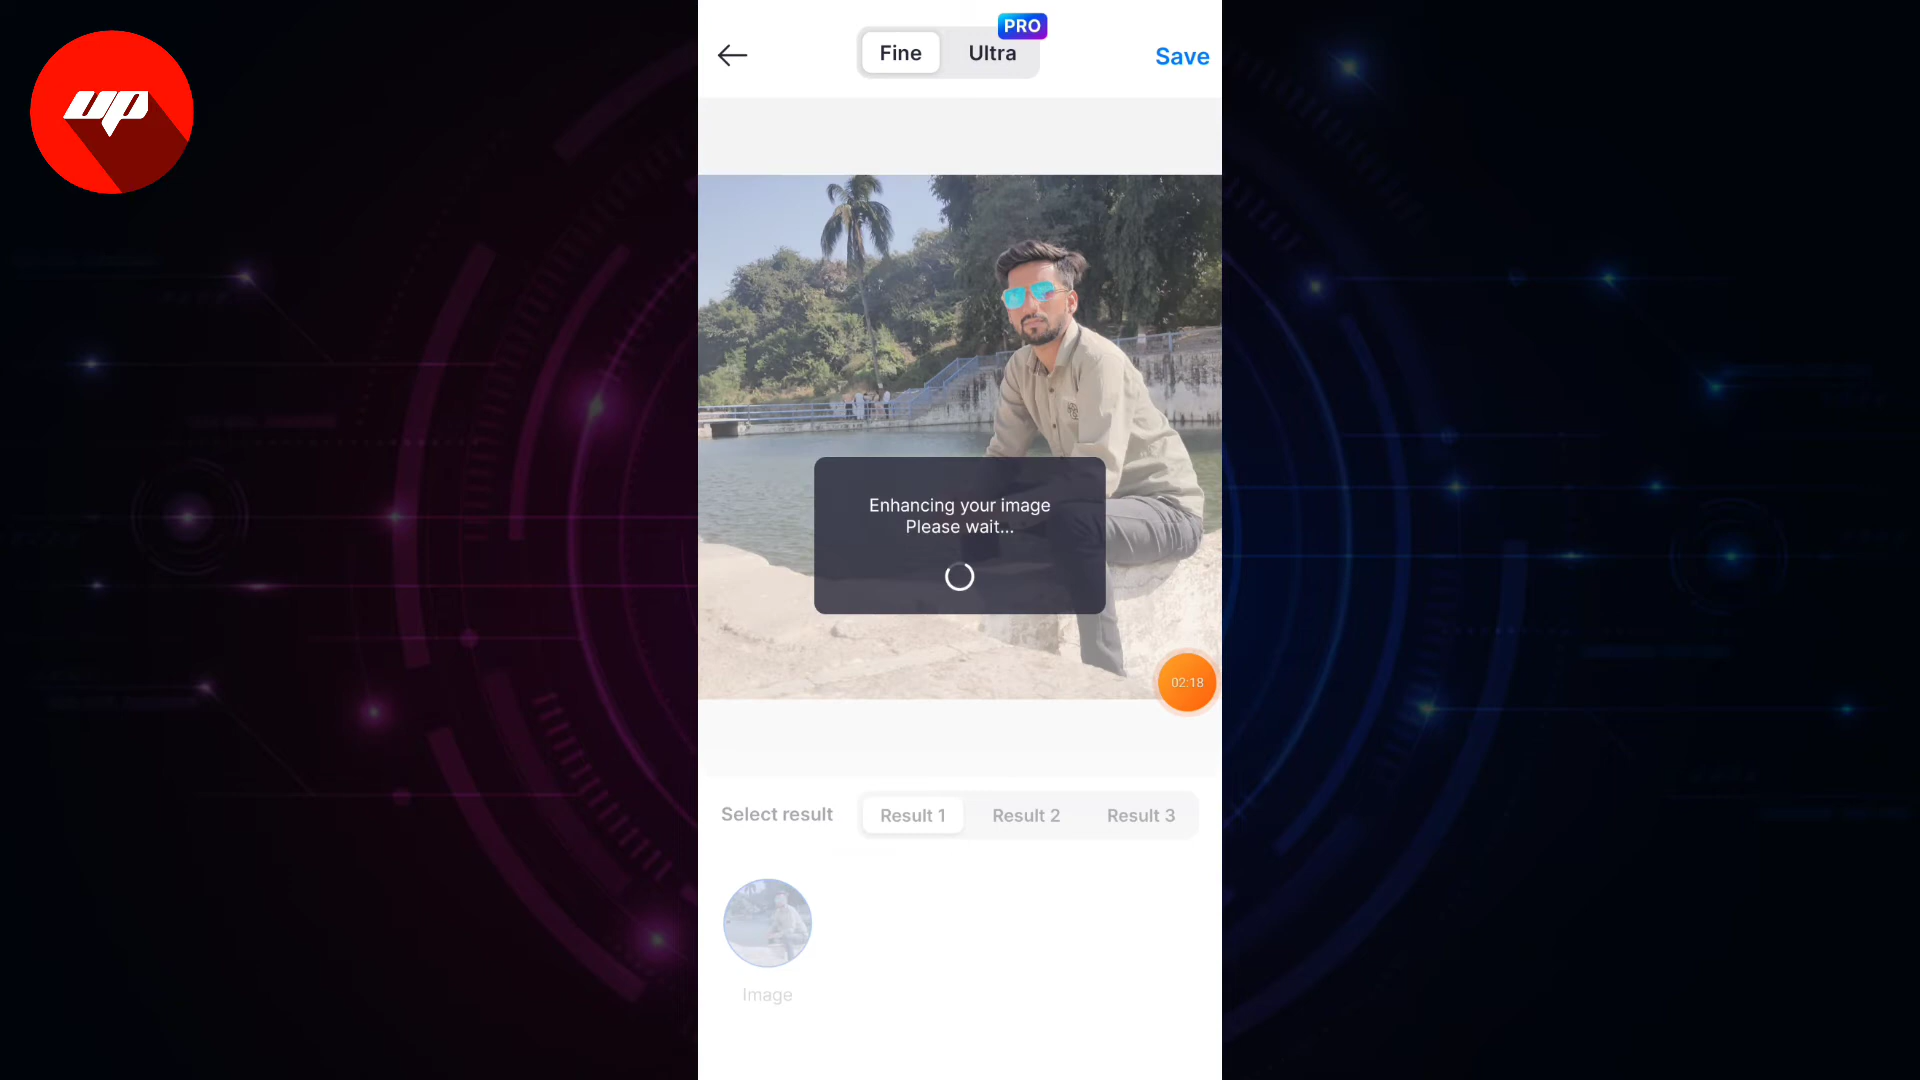 up
PRO
Fine Ultra Save
Enhancing your image
Please wait...
02:18
Select result Result 1 Result 2 Result 3
Image